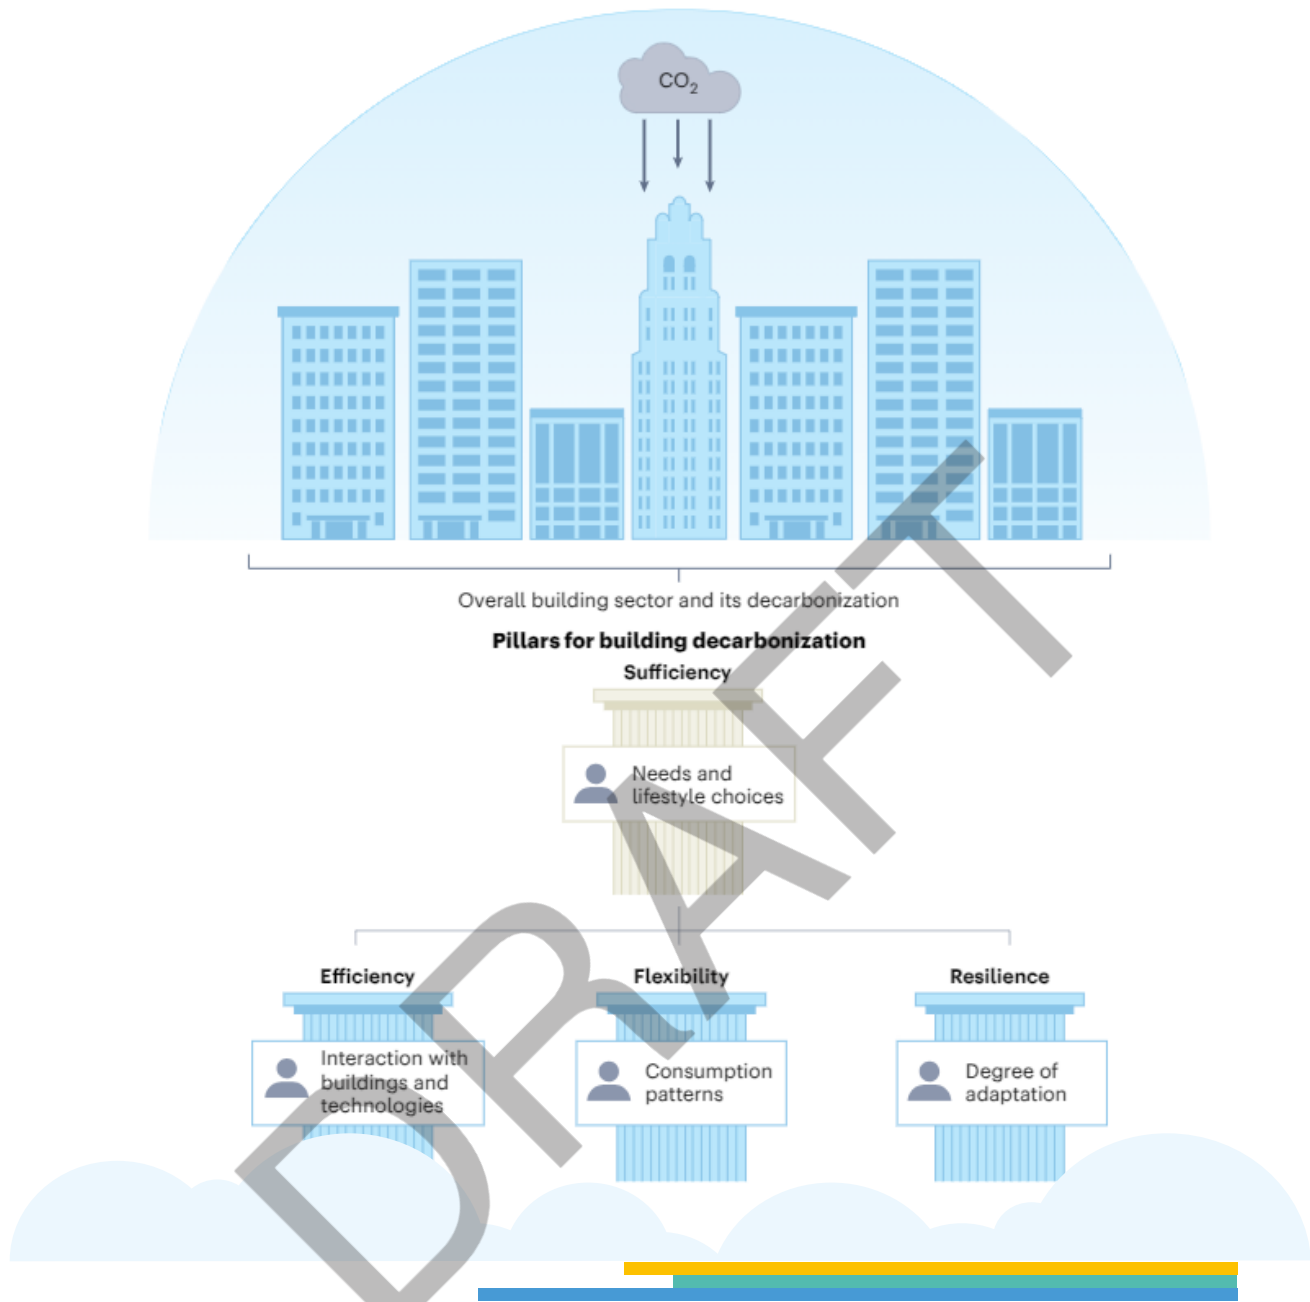 CO₂
Overall building sector and its decarbonization
Pillars for building decarbonization
Sufficiency
Needs and
lifestyle choices
Efficiency
Interaction with
buildings and
technologies
Flexibility
Consumption
patterns
Resilience
Degree of
adaptation
DRAFT